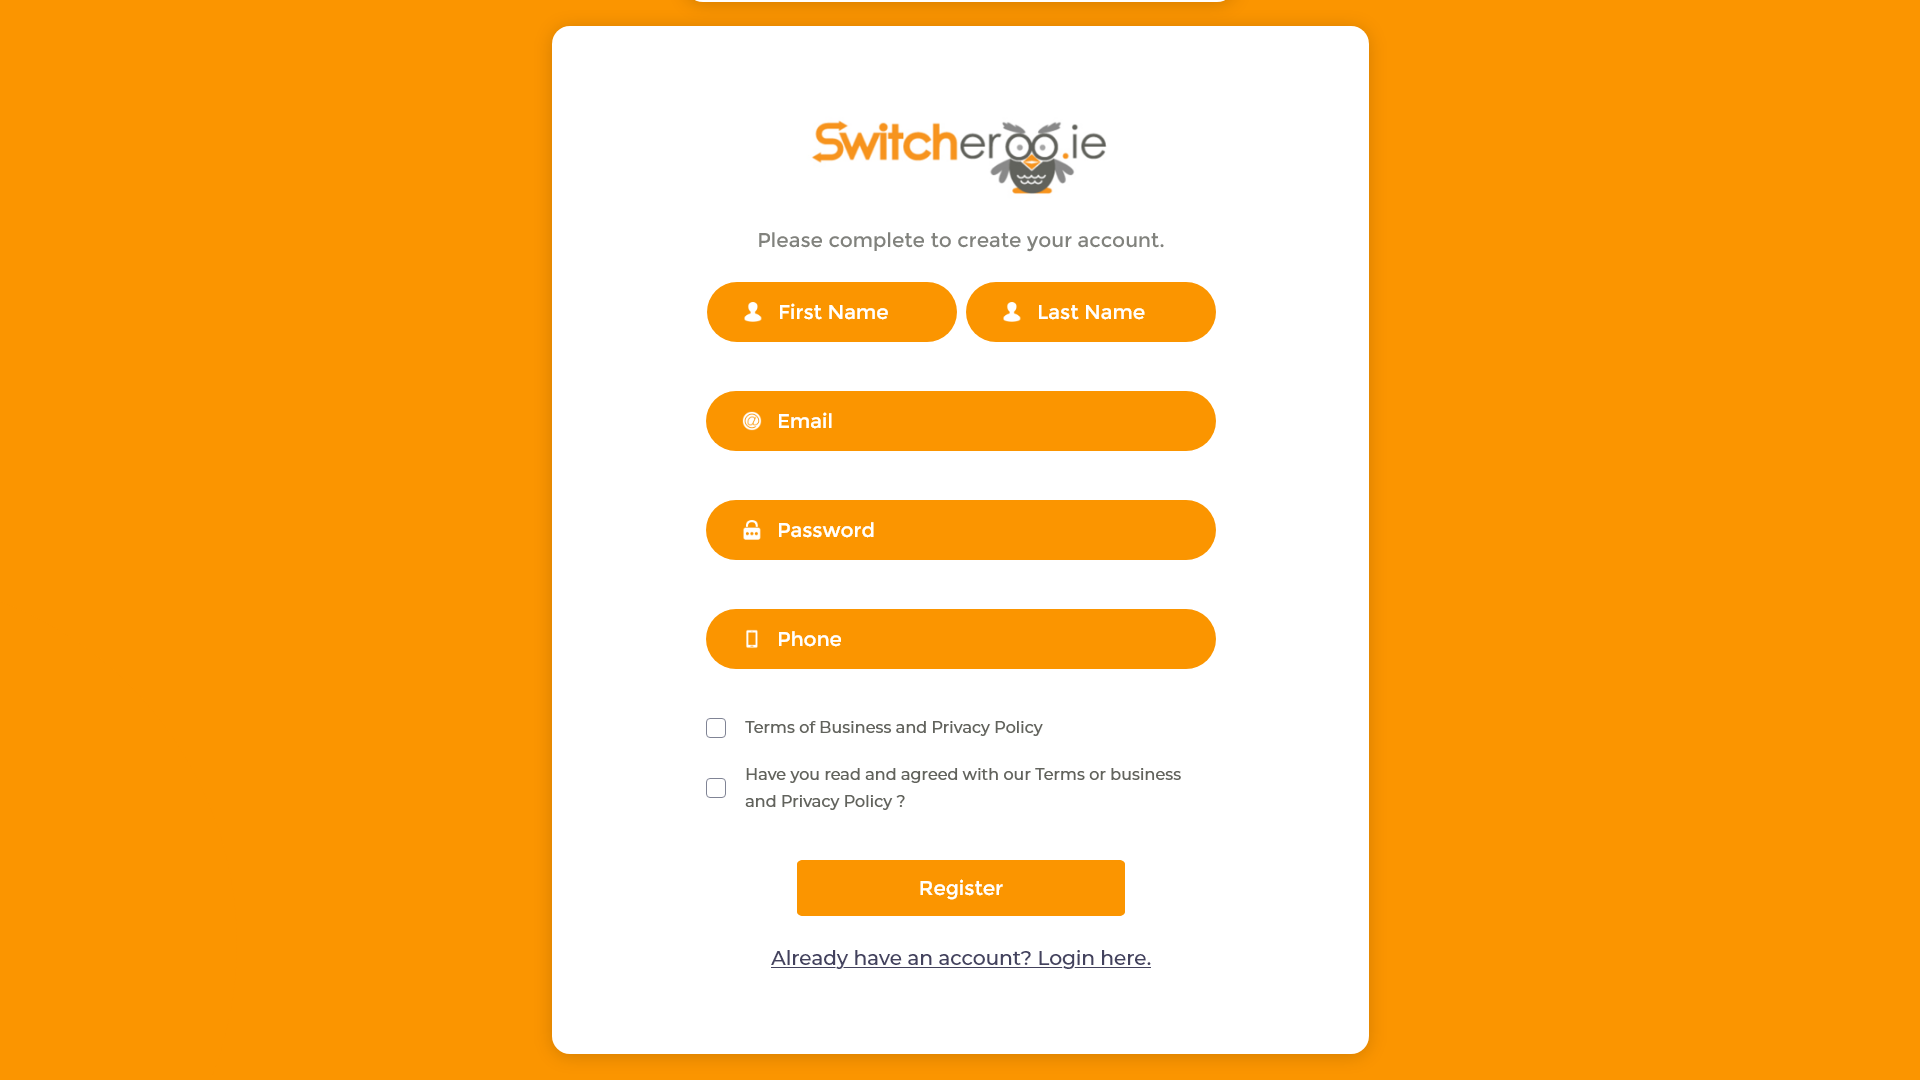 Switcheroo.ie
Please complete to create your account.
First Name
Last Name
Email
Password
Phone
Terms of Business and Privacy Policy
Have you read and agreed with our Terms or business
and Privacy Policy ?
Register
Already have an account? Login here.